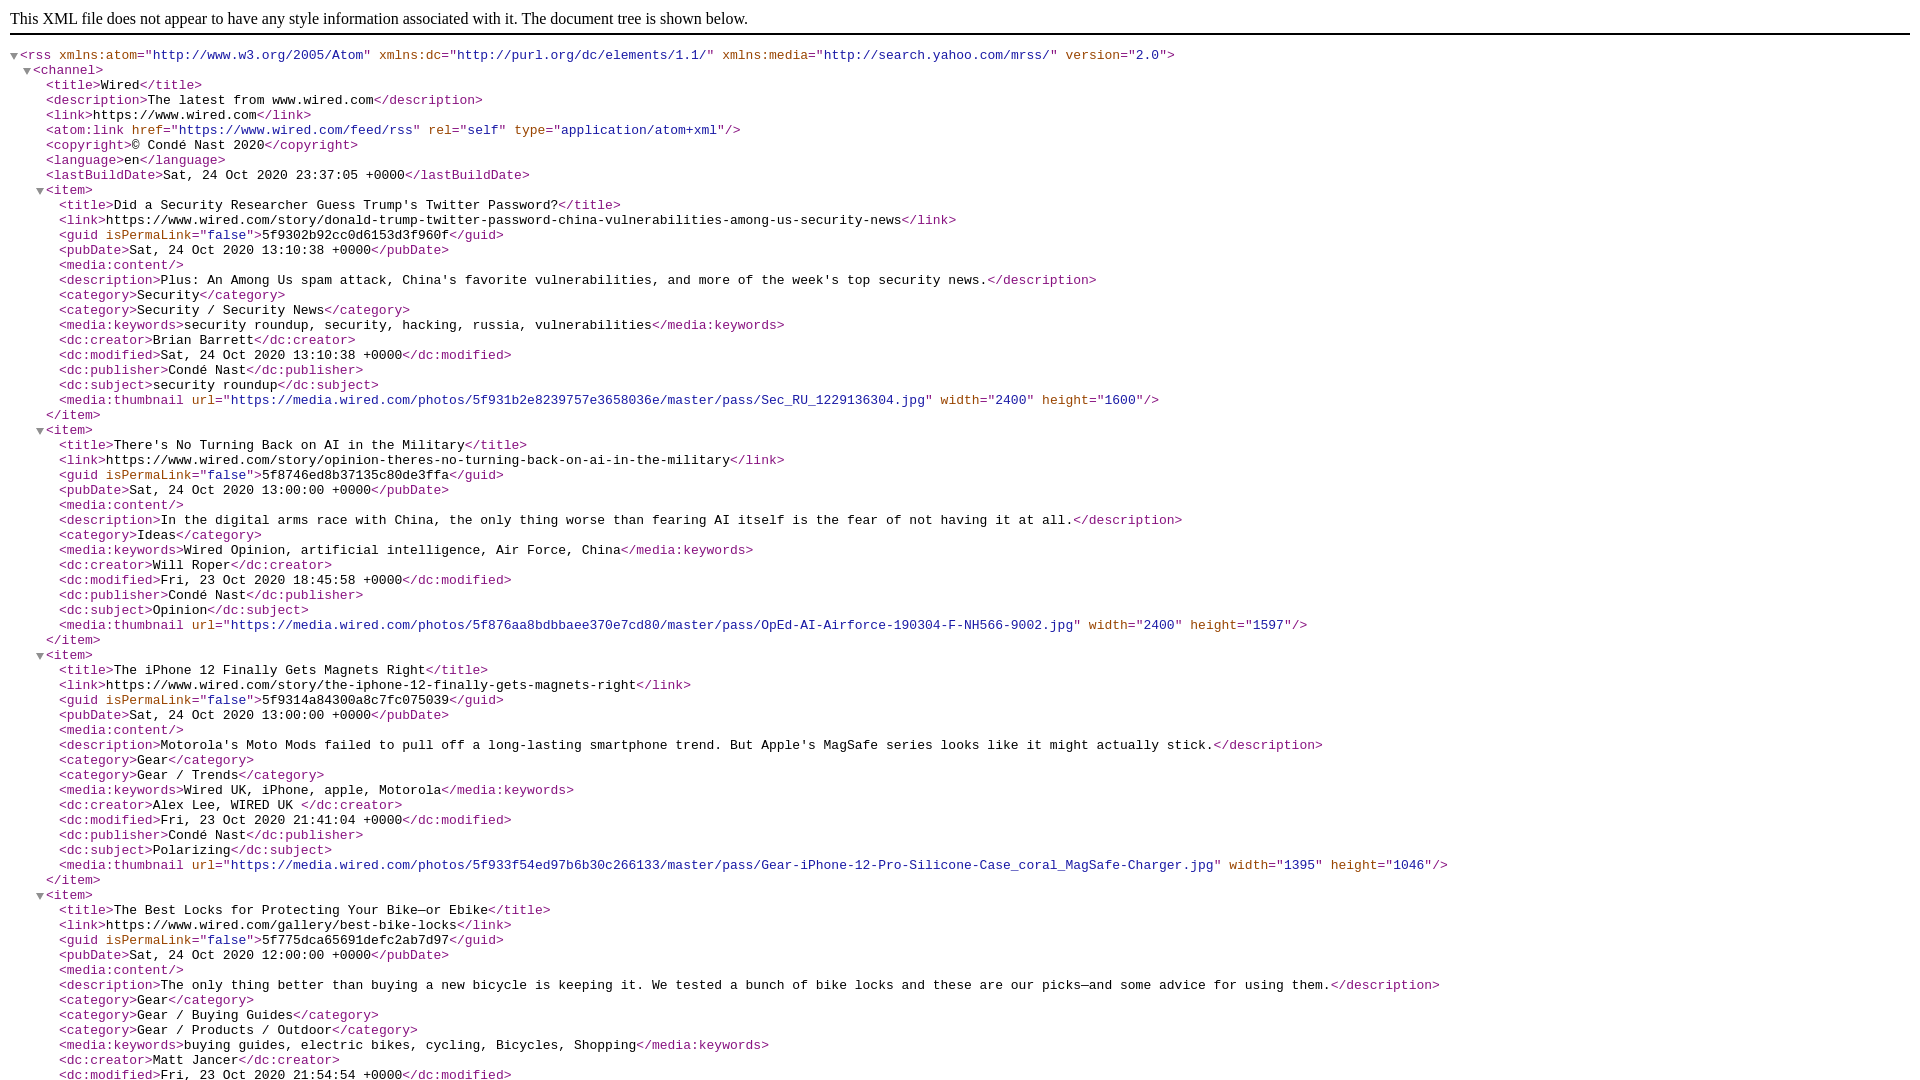 This XML file does not appear to have any style information associated with it. The document tree is shown below.
<rss xmlns:atom="http://www.w3.org/2005/Atom" xmlns:dc="http://purl.org/dc/elements/1.1/" xmlns:media="http://search.yahoo.com/mrss/" version="2.0">
<channel>
<title>Wired</title>
<description>The latest from www.wired.com</description>
<link>https://www.wired.com</link>
<atom:link href="https://www.wired.com/feed/rss" rel="self" type="application/atom+xml"/>
<copyright>© Condé Nast 2020</copyright>
<language>en</language>
<lastBuildDate>Sat, 24 Oct 2020 23:37:05 +0000</lastBuildDate>
<item>
<title>Did a Security Researcher Guess Trump's Twitter Password?</title>
<link>https://www.wired.com/story/donald-trump-twitter-password-china-vulnerabilities-among-us-security-news</link>
<guid isPermaLink="false">5f9302b92cc0d6153d3f960f</guid>
<pubDate>Sat, 24 Oct 2020 13:10:38 +0000</pubDate>
<media:content/>
<description>Plus: An Among Us spam attack, China's favorite vulnerabilities, and more of the week's top security news.</description>
<category>Security</category>
<category>Security / Security News</category>
<media:keywords>security roundup, security, hacking, russia, vulnerabilities</media:keywords>
<dc:creator>Brian Barrett</dc:creator>
<dc:modified>Sat, 24 Oct 2020 13:10:38 +0000</dc:modified>
<dc:publisher>Condé Nast</dc:publisher>
<dc:subject>security roundup</dc:subject>
<media:thumbnail url="https://media.wired.com/photos/5f931b2e8239757e3658036e/master/pass/Sec_RU_1229136304.jpg" width="2400" height="1600"/>
</item>
<item>
<title>There's No Turning Back on AI in the Military</title>
<link>https://www.wired.com/story/opinion-theres-no-turning-back-on-ai-in-the-military</link>
<guid isPermaLink="false">5f8746ed8b37135c80de3ffa</guid>
<pubDate>Sat, 24 Oct 2020 13:00:00 +0000</pubDate>
<media:content/>
<description>In the digital arms race with China, the only thing worse than fearing AI itself is the fear of not having it at all.</description>
<category>Ideas</category>
<media:keywords>Wired Opinion, artificial intelligence, Air Force, China</media:keywords>
<dc:creator>Will Roper</dc:creator>
<dc:modified>Fri, 23 Oct 2020 18:45:58 +0000</dc:modified>
<dc:publisher>Condé Nast</dc:publisher>
<dc:subject>Opinion</dc:subject>
<media:thumbnail url="https://media.wired.com/photos/5f876aa8bdbbaee370e7cd80/master/pass/OpEd-AI-Airforce-190304-F-NH566-9002.jpg" width="2400" height="1597"/>
</item>
<item>
<title>The iPhone 12 Finally Gets Magnets Right</title>
<link>https://www.wired.com/story/the-iphone-12-finally-gets-magnets-right</link>
<guid isPermaLink="false">5f9314a84300a8c7fc075039</guid>
<pubDate>Sat, 24 Oct 2020 13:00:00 +0000</pubDate>
<media:content/>
<description>Motorola's Moto Mods failed to pull off a long-lasting smartphone trend. But Apple's MagSafe series looks like it might actually stick.</description>
<category>Gear</category>
<category>Gear / Trends</category>
<media:keywords>Wired UK, iPhone, apple, Motorola</media:keywords>
<dc:creator>Alex Lee, WIRED UK </dc:creator>
<dc:modified>Fri, 23 Oct 2020 21:41:04 +0000</dc:modified>
<dc:publisher>Condé Nast</dc:publisher>
<dc:subject>Polarizing</dc:subject>
<media:thumbnail url="https://media.wired.com/photos/5f933f54ed97b6b30c266133/master/pass/Gear-iPhone-12-Pro-Silicone-Case_coral_MagSafe-Charger.jpg" width="1395" height="1046"/>
</item>
<item>
<title>The Best Locks for Protecting Your Bike—or Ebike</title>
<link>https://www.wired.com/gallery/best-bike-locks</link>
<guid isPermaLink="false">5f775dca65691defc2ab7d97</guid>
<pubDate>Sat, 24 Oct 2020 12:00:00 +0000</pubDate>
<media:content/>
<description>The only thing better than buying a new bicycle is keeping it. We tested a bunch of bike locks and these are our picks—and some advice for using them.</description>
<category>Gear</category>
<category>Gear / Buying Guides</category>
<category>Gear / Products / Outdoor</category>
<media:keywords>buying guides, electric bikes, cycling, Bicycles, Shopping</media:keywords>
<dc:creator>Matt Jancer</dc:creator>
<dc:modified>Fri, 23 Oct 2020 21:54:54 +0000</dc:modified>